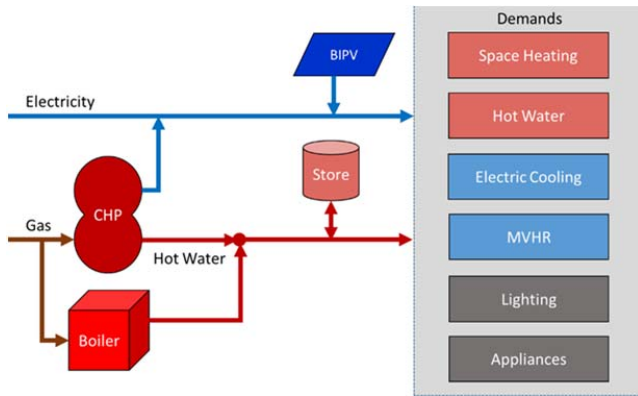 Demands
BIPV
Space Heating
Electricity
Hot Water
Store
Electric Cooling
CHP
Gas
MVHR
Hot Water
Lighting
Boiler
Appliances